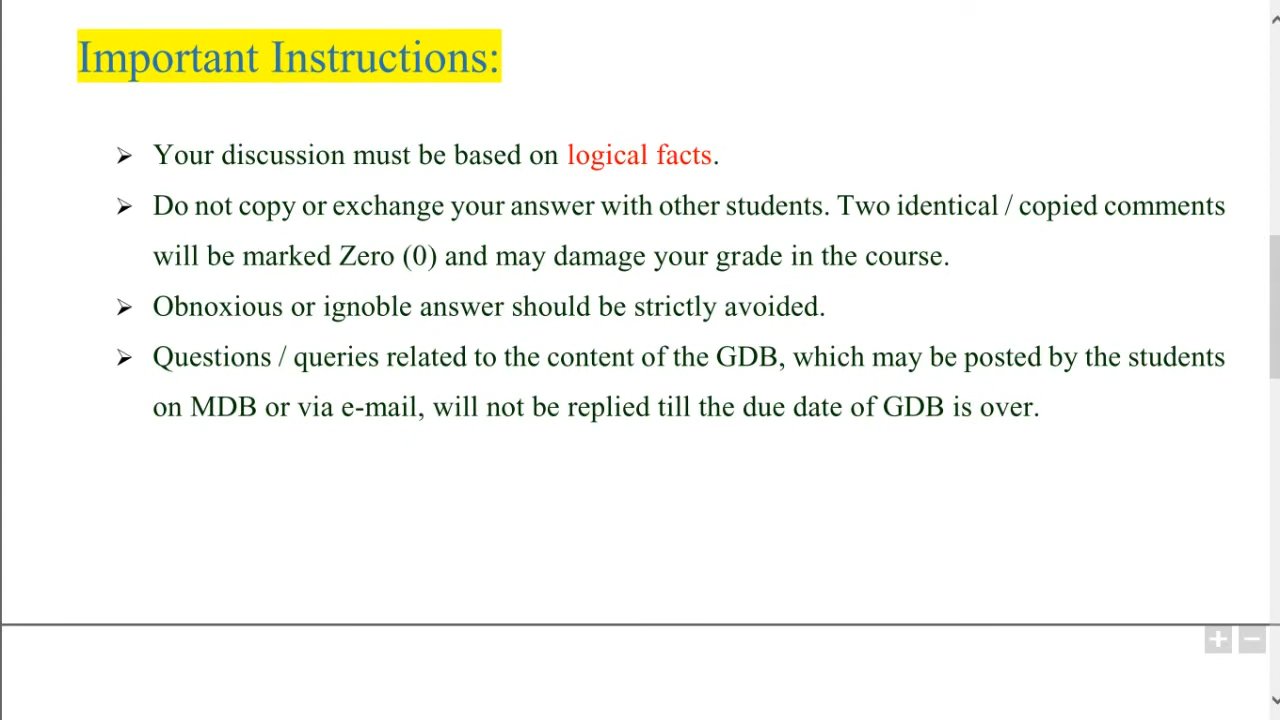 Important Instructions:
Your discussion must be based on logical facts.
Do not copy or exchange your answer with other students. Two identical / copied comments
will be marked Zero (0) and may damage your grade in the course.
Obnoxious or ignoble answer should be strictly avoided.
Questions / queries related to the content of the GDB, which may be posted by the students
on MDB or via e-mail, will not be replied till the due date of GDB is over.